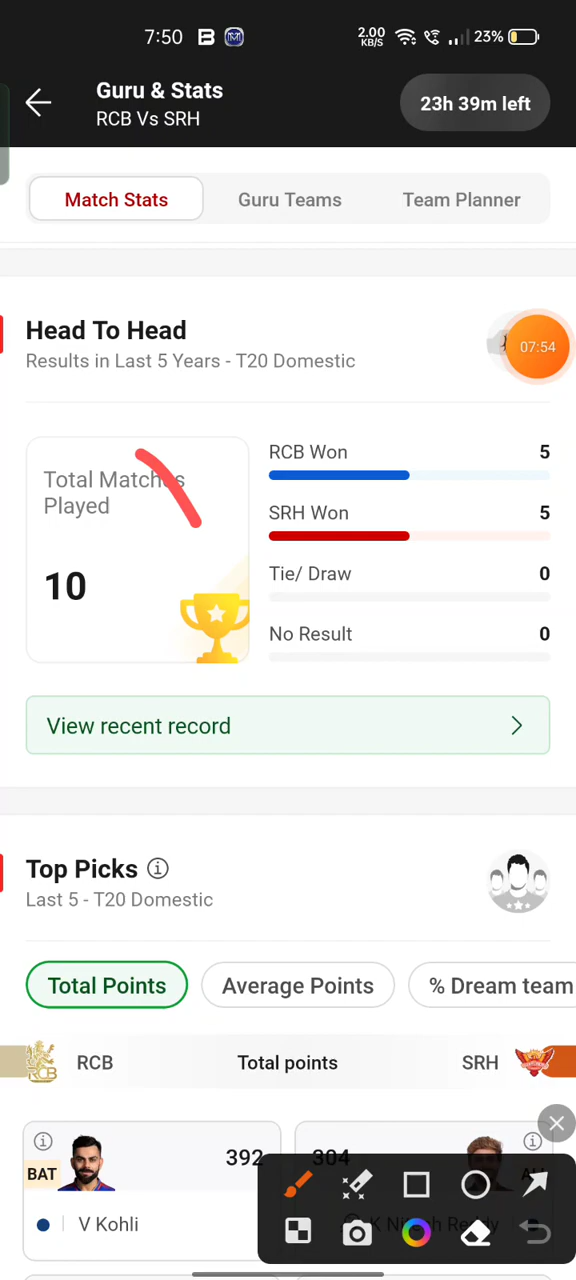 7:50
2.00
KB/S
23%
Guru & Stats
RCB Vs SRH
23h 39m left
Match Stats
Guru Teams
Team Planner
Head To Head
Results in Last 5 Years - T20 Domestic
07:54
Total Matches
Played
10
RCB Won 5
SRH Won 5
Tie/ Draw 0
No Result 0
View recent record
Top Picks
Last 5 - T20 Domestic
Total Points
Average Points
% Dream team
RCB
Total points
SRH
392
304
BAT
V Kohli
K Nitish Reddy